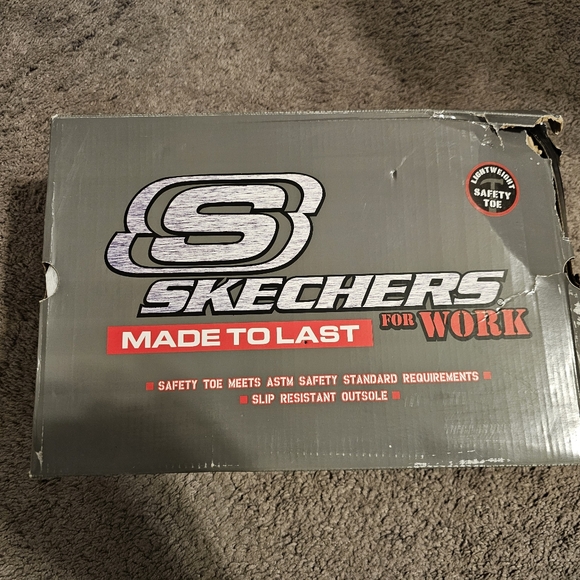 LIGHTWEIGHT
SAFETY
TOE
S
SKECHERS
FOR WORK
MADE TO LAST
SAFETY TOE MEETS ASTM SAFETY STANDARD REQUIREMENTS
SLIP RESISTANT OUTSOLE